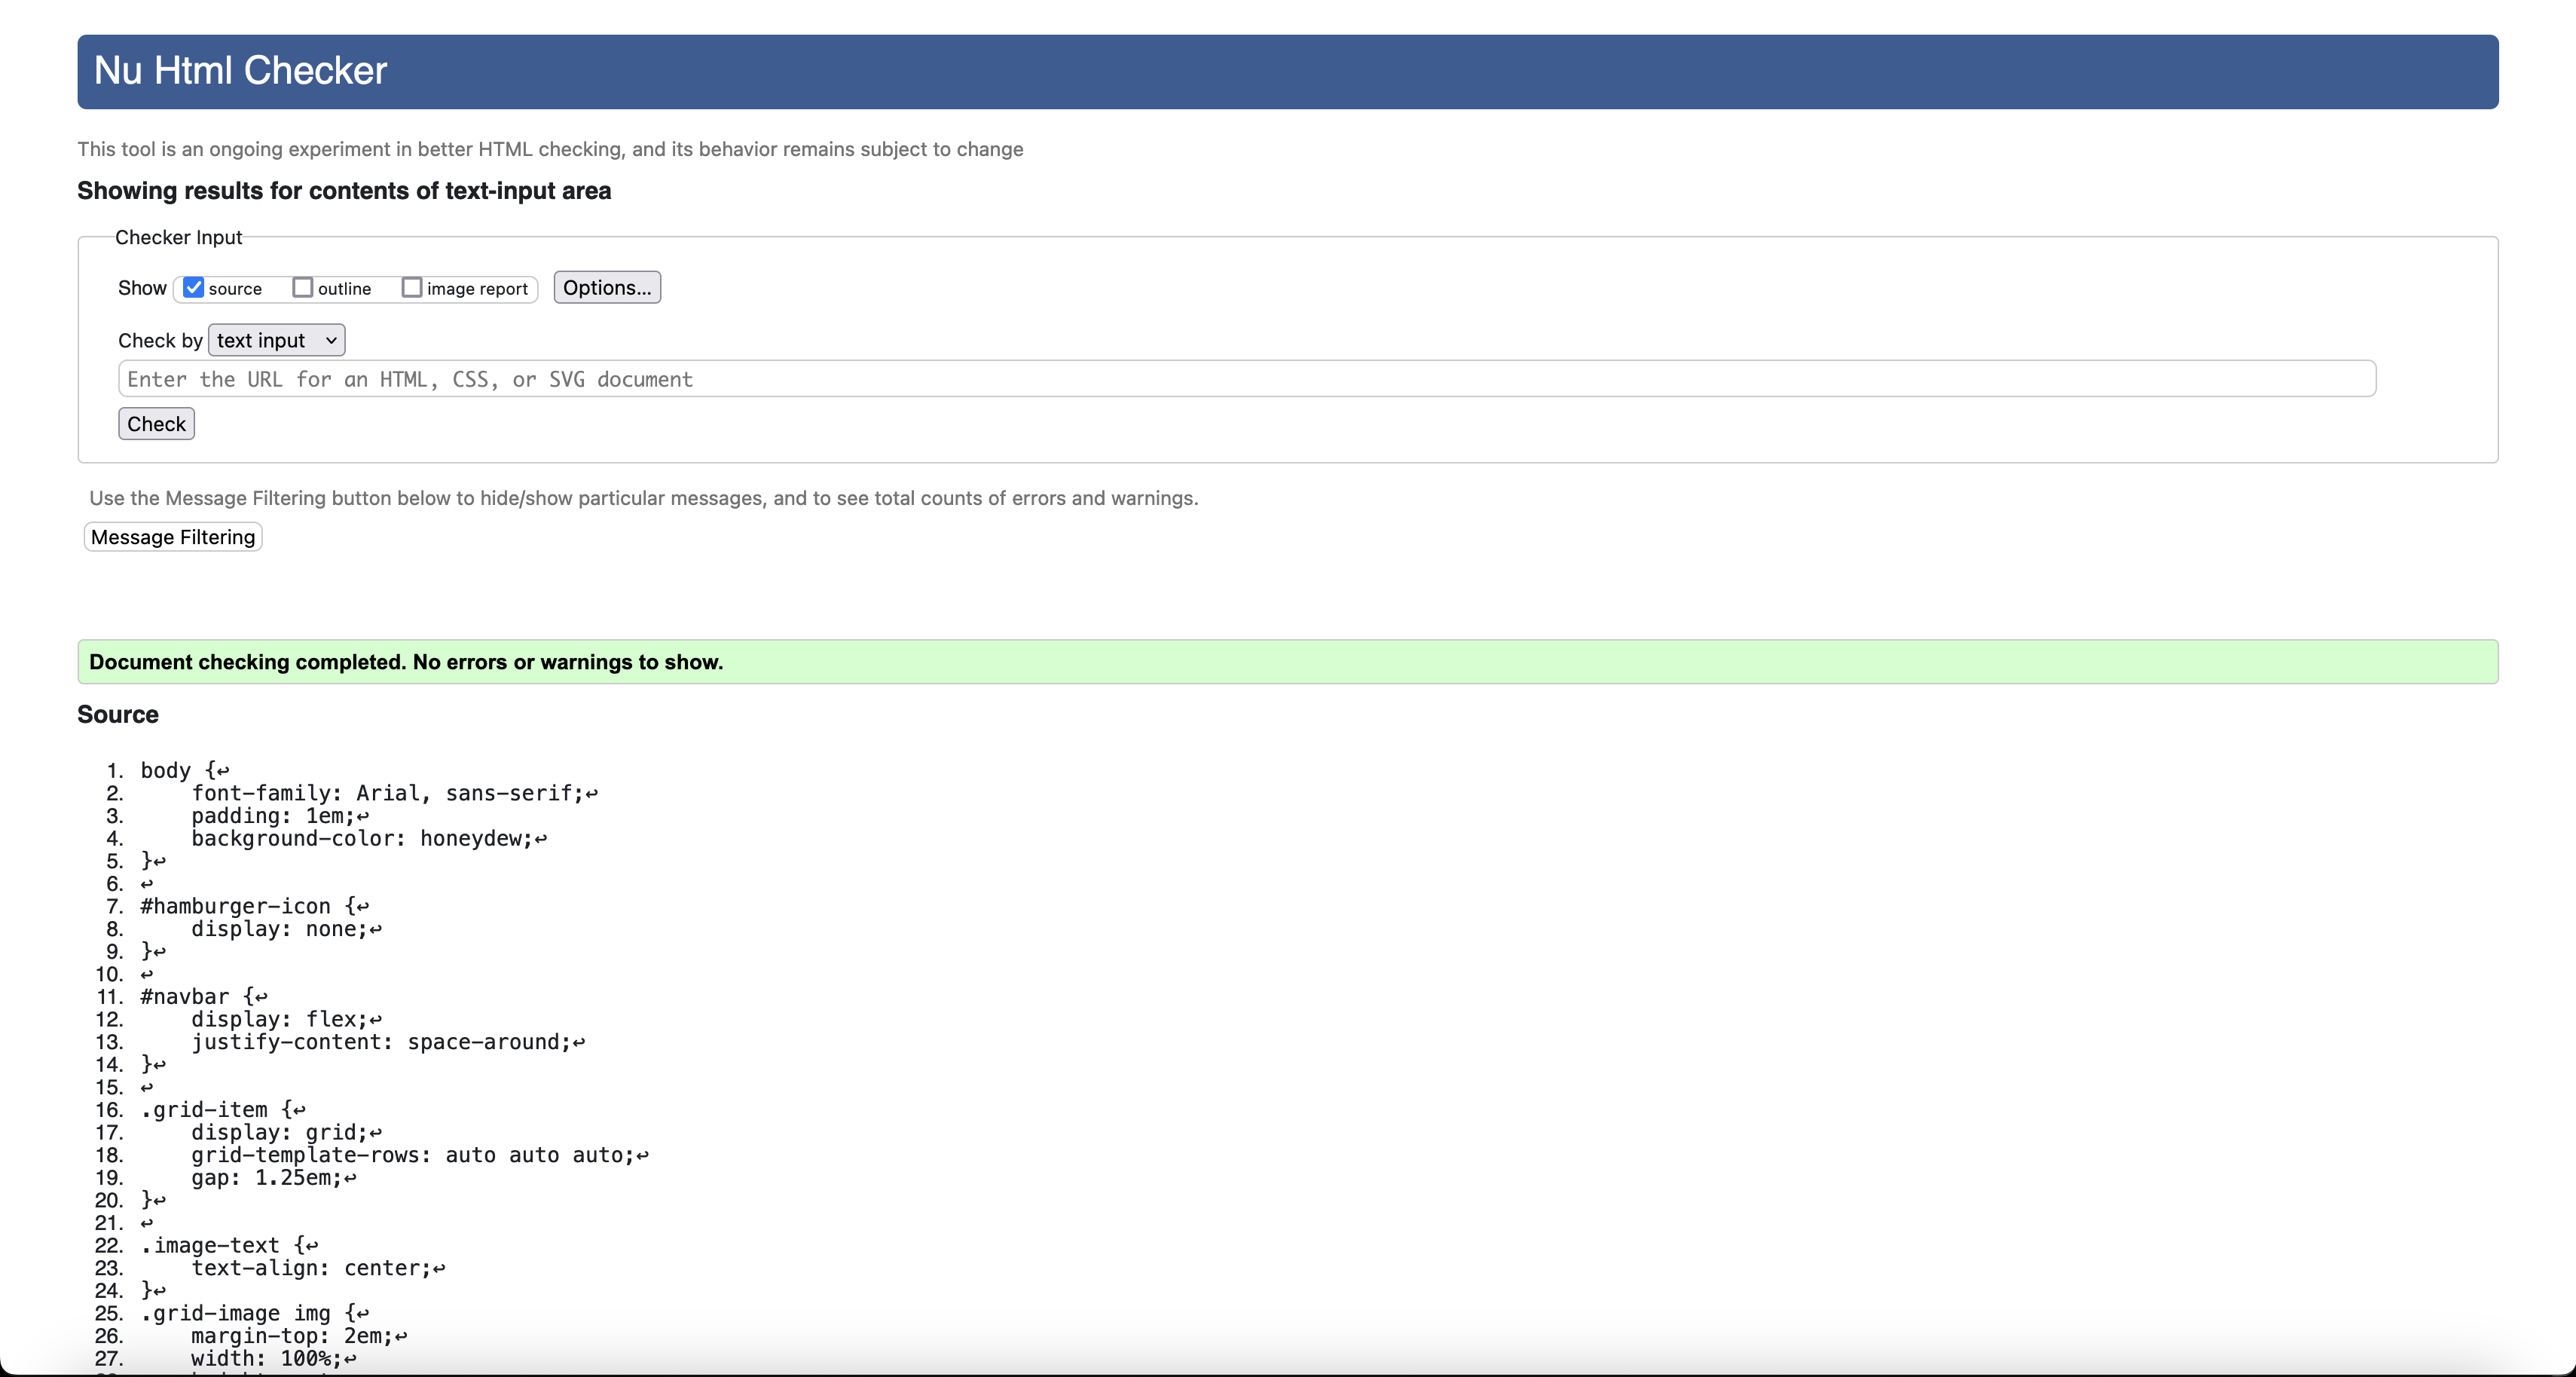 Nu Html Checker
This tool is an ongoing experiment in better HTML checking, and its behavior remains subject to change
Showing results for contents of text-input area
Checker Input
Show source outline image report Options...
Check by text input
Enter the URL for an HTML, CSS, or SVG document
Check
Use the Message Filtering button below to hide/show particular messages, and to see total counts of errors and warnings.
Message Filtering
Document checking completed. No errors or warnings to show.
Source
1. body {↩
2.     font-family: Arial, sans-serif;↩
3.     padding: 1em;↩
4.     background-color: honeydew;↩
5. }↩
6. ↩
7. #hamburger-icon {↩
8.     display: none;↩
9. }↩
10. ↩
11. #navbar {↩
12.     display: flex;↩
13.     justify-content: space-around;↩
14. }↩
15. ↩
16. .grid-item {↩
17.     display: grid;↩
18.     grid-template-rows: auto auto auto;↩
19.     gap: 1.25em;↩
20. }↩
21. ↩
22. .image-text {↩
23.     text-align: center;↩
24. }↩
25. .grid-image img {↩
26.     margin-top: 2em;↩
27.     width: 100%;↩